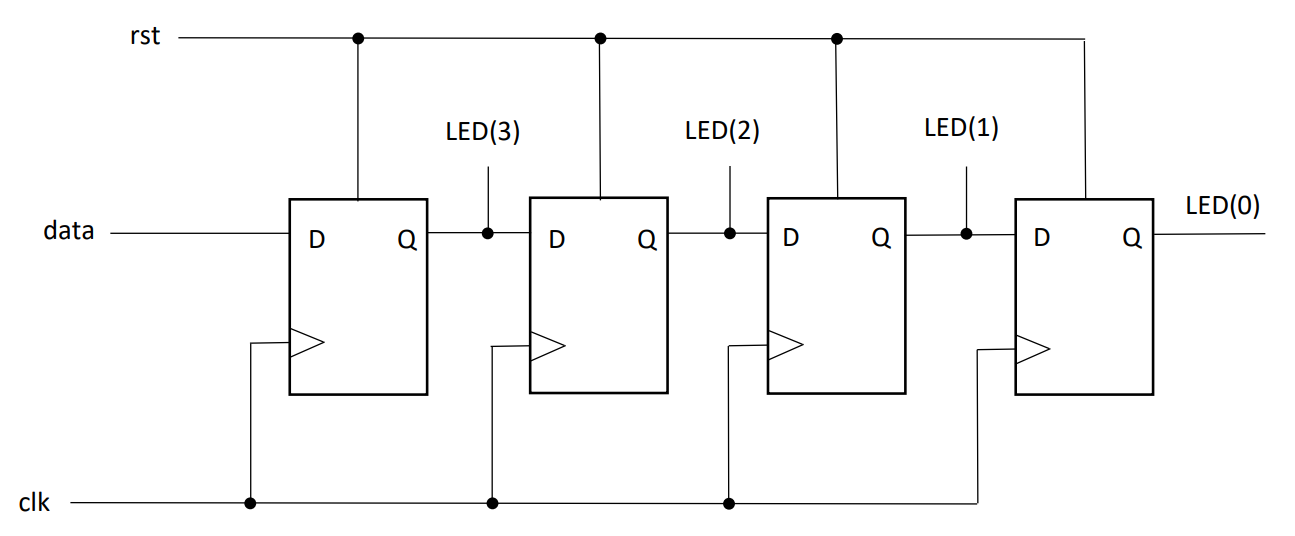 rst
LED(3)
LED(2)
LED(1)
LED(0)
data
D
Q
D
Q
D
Q
D
Q
clk